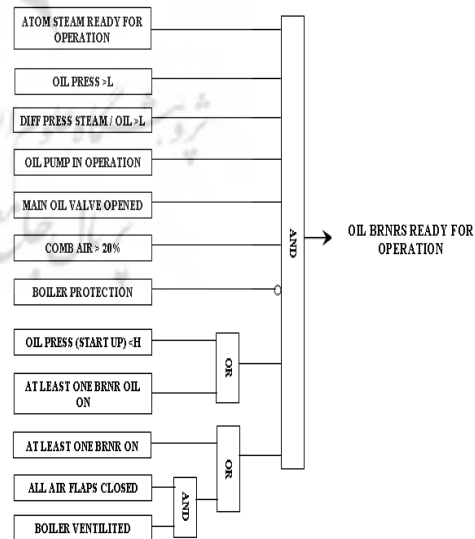 ATOM STEAM READY FOR
OPERATION
OIL PRESS >L
DIFF PRESS STEAM / OIL >L
OIL PUMP IN OPERATION
MAIN OIL VALVE OPENED
COMB AIR > 20%
BOILER PROTECTION
OIL PRESS (START UP) <H
AT LEAST ONE BRNR OIL
ON
AT LEAST ONE BRNR ON
ALL AIR FLAPS CLOSED
BOILER VENTILITED
OR
OR
AND
AND
OIL BRNRS READY FOR
OPERATION